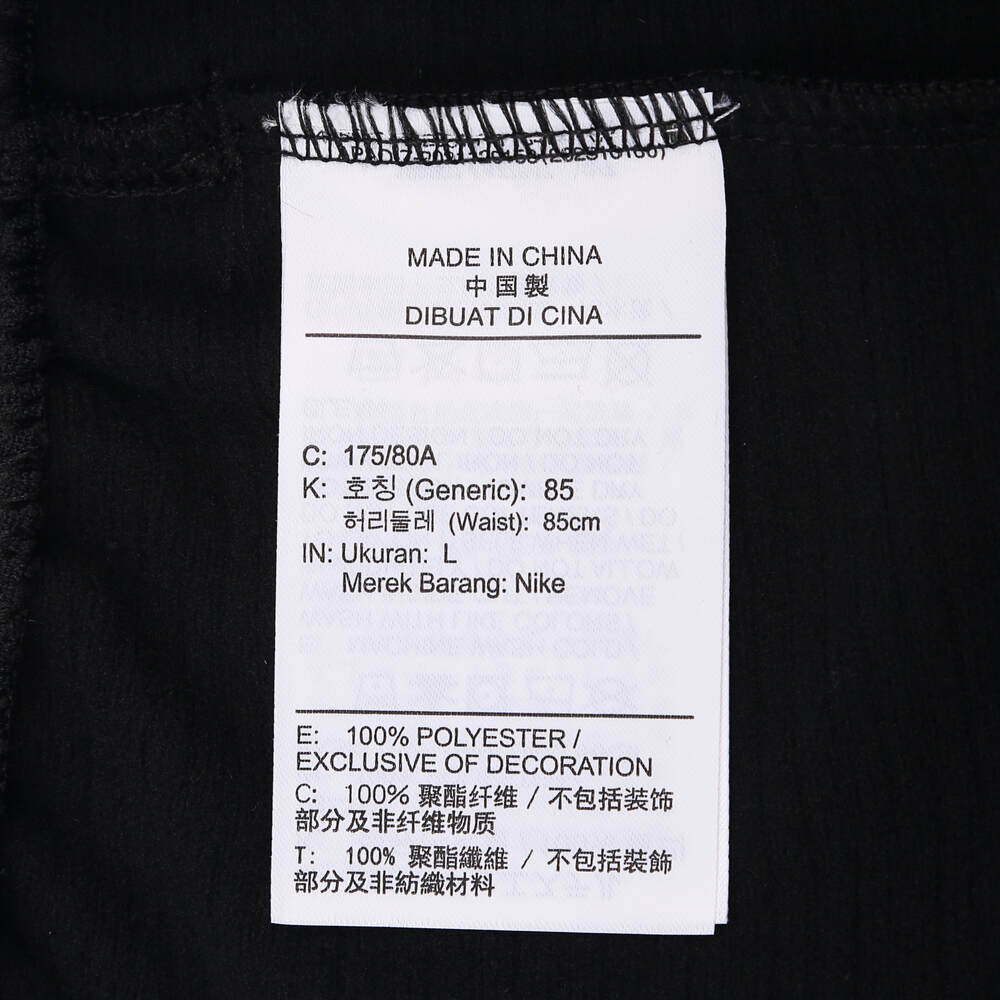 MADE IN CHINA
中国製
DIBUAT DI CINA
C: 175/80A
K: 호칭 (Generic): 85
허리둘레 (Waist): 85cm
IN: Ukuran: L
Merek Barang: Nike
E: 100% POLYESTER /
EXCLUSIVE OF DECORATION
C: 100% 聚酯纤维 / 不包括装饰
部分及非纤维物质
T: 100% 聚酯纖維 / 不包括裝飾
部分及非紡織材料